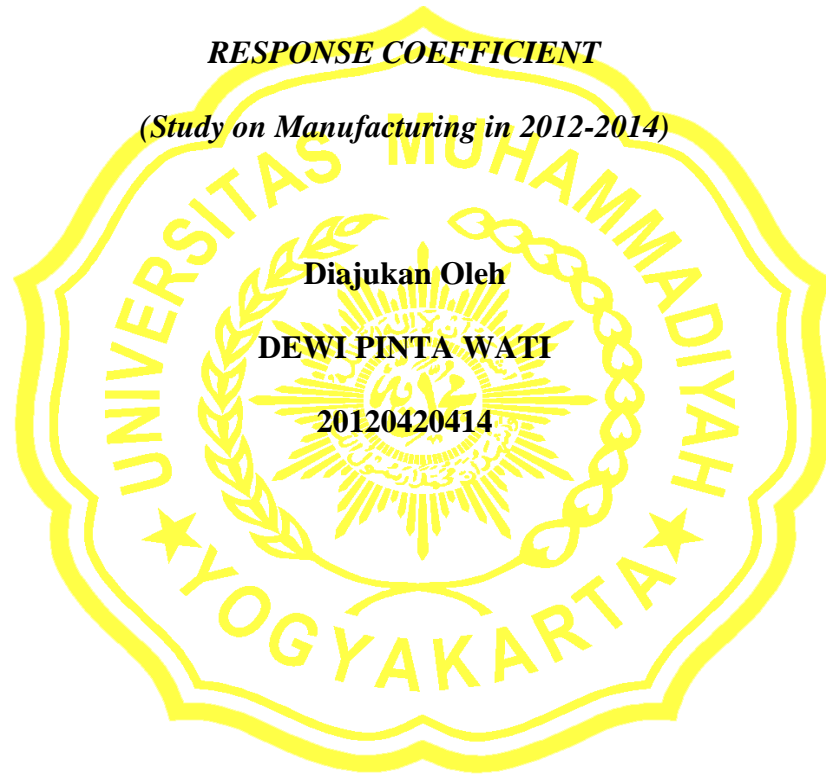 RESPONSE COEFFICIENT
(Study on Manufacturing in 2012-2014)
UNIVERSITAS MUHAMMADIYAH
Diajukan Oleh
DEWI PINTA WATI
20120420414
★ YOGYAKARTA ★